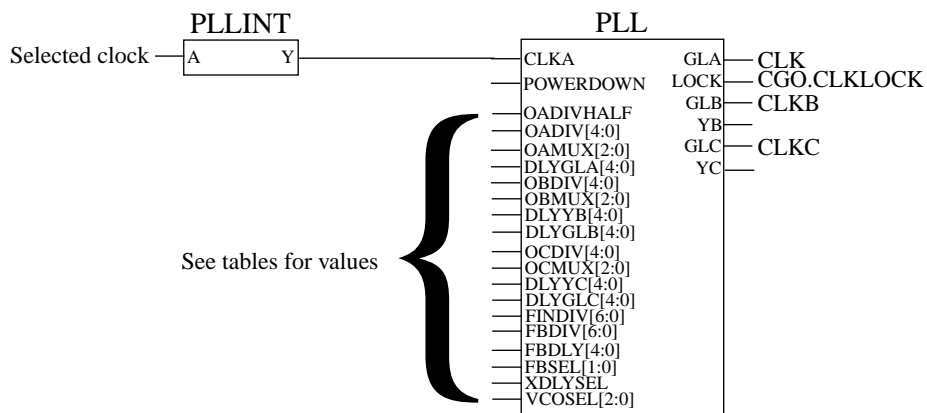 PLLINT
PLL
Selected clock
A
Y
CLKA
GLA
CLK
POWERDOWN
LOCK
CGO.CLKLOCK
OADIVHALF
GLB
CLKB
OADIV[4:0]
YB
OAMUX[2:0]
GLC
CLKC
DLYGLA[4:0]
YC
OBDIV[4:0]
OBMUX[2:0]
DLYYB[4:0]
DLYGLB[4:0]
OCDIV[4:0]
See tables for values
OCMUX[2:0]
DLYYC[4:0]
DLYGLC[4:0]
FINDIV[6:0]
FBDIV[6:0]
FBDLY[4:0]
FBSEL[1:0]
XDLYSEL
VCOSEL[2:0]